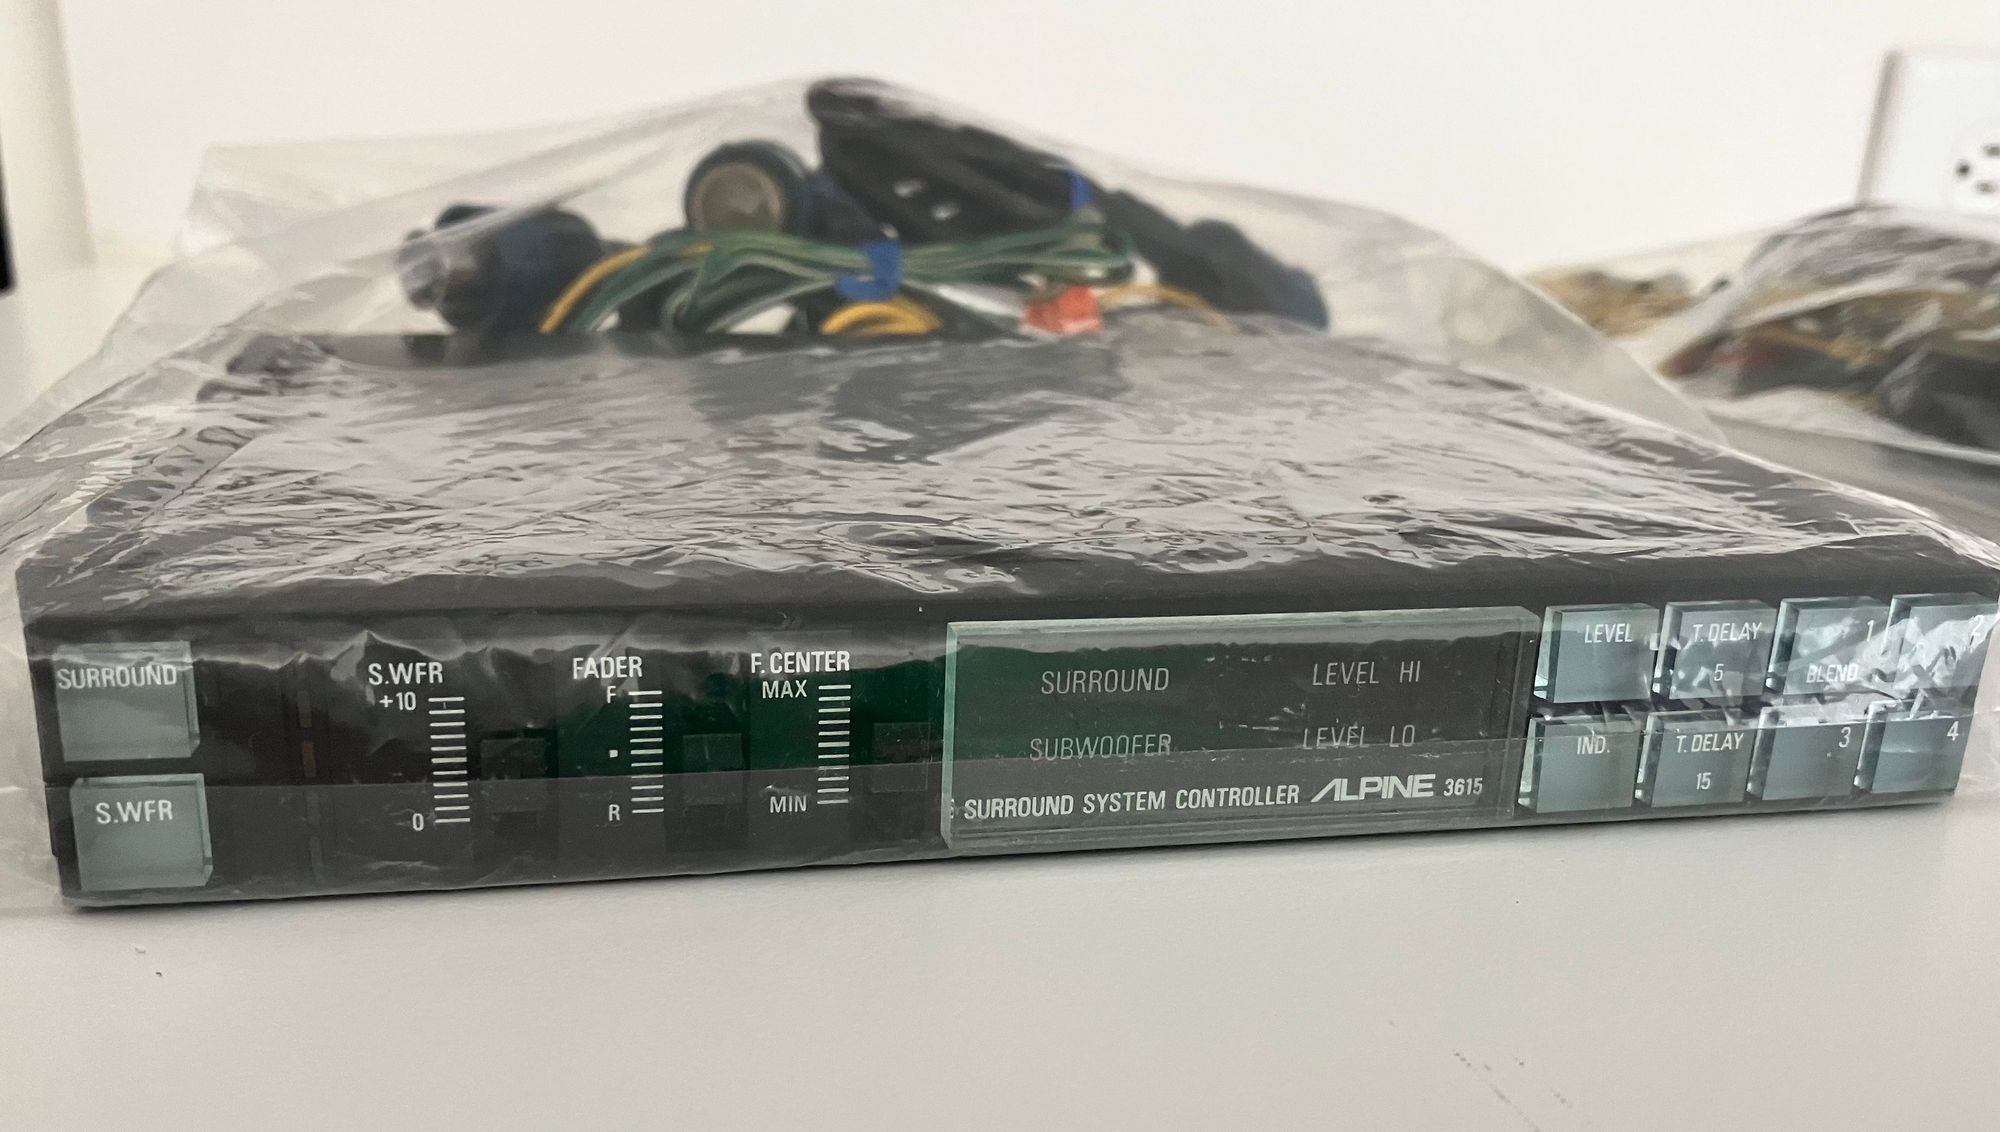 SURROUND
S.WFR
S.WFR
+10
0
FADER
F
R
F.CENTER
MAX
MIN
SURROUND LEVEL HI
SUBWOOFER LEVEL LO
SURROUND SYSTEM CONTROLLER ALPINE 3615
LEVEL
T.DELAY
5
1
BLEND
2
IND.
T.DELAY
15
3
4